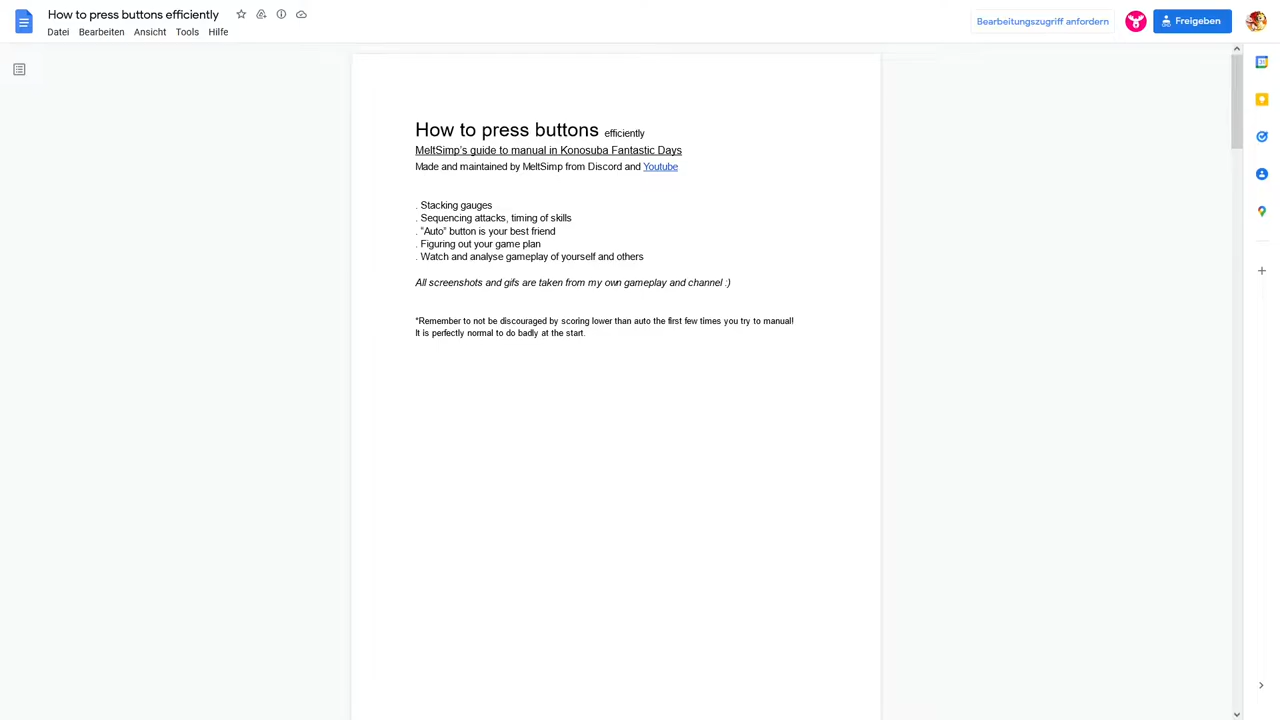 How to press buttons efficiently
Datei Bearbeiten Ansicht Tools Hilfe
Bearbeitungszugriff anfordern
Freigeben
How to press buttons efficiently
MeltSimp's guide to manual in Konosuba Fantastic Days
Made and maintained by MeltSimp from Discord and Youtube
. Stacking gauges
. Sequencing attacks, timing of skills
. "Auto" button is your best friend
. Figuring out your game plan
. Watch and analyse gameplay of yourself and others
All screenshots and gifs are taken from my own gameplay and channel :)
*Remember to not be discouraged by scoring lower than auto the first few times you try to manual!
It is perfectly normal to do badly at the start.